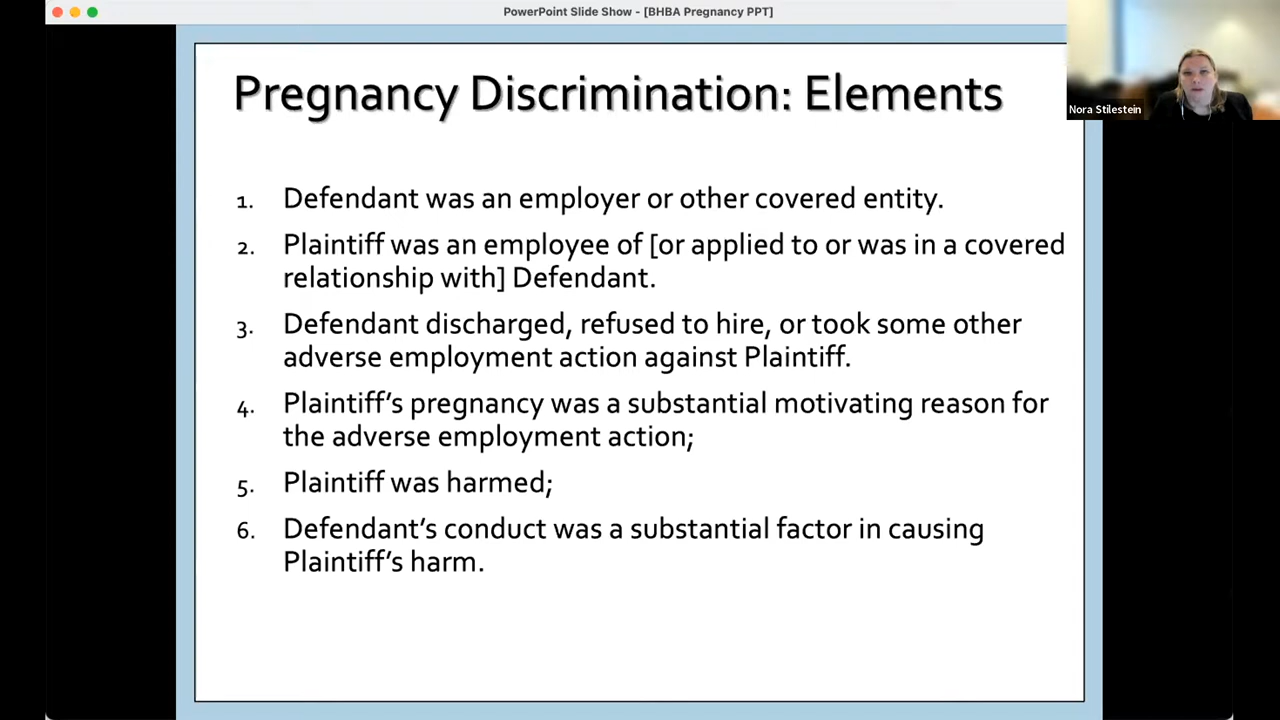 PowerPoint Slide Show - [BHBA Pregnancy PPT]
Nora Stilestein
Pregnancy Discrimination: Elements
1. Defendant was an employer or other covered entity.
2. Plaintiff was an employee of [or applied to or was in a covered
relationship with] Defendant.
3. Defendant discharged, refused to hire, or took some other
adverse employment action against Plaintiff.
4. Plaintiff’s pregnancy was a substantial motivating reason for
the adverse employment action;
5. Plaintiff was harmed;
6. Defendant’s conduct was a substantial factor in causing
Plaintiff’s harm.